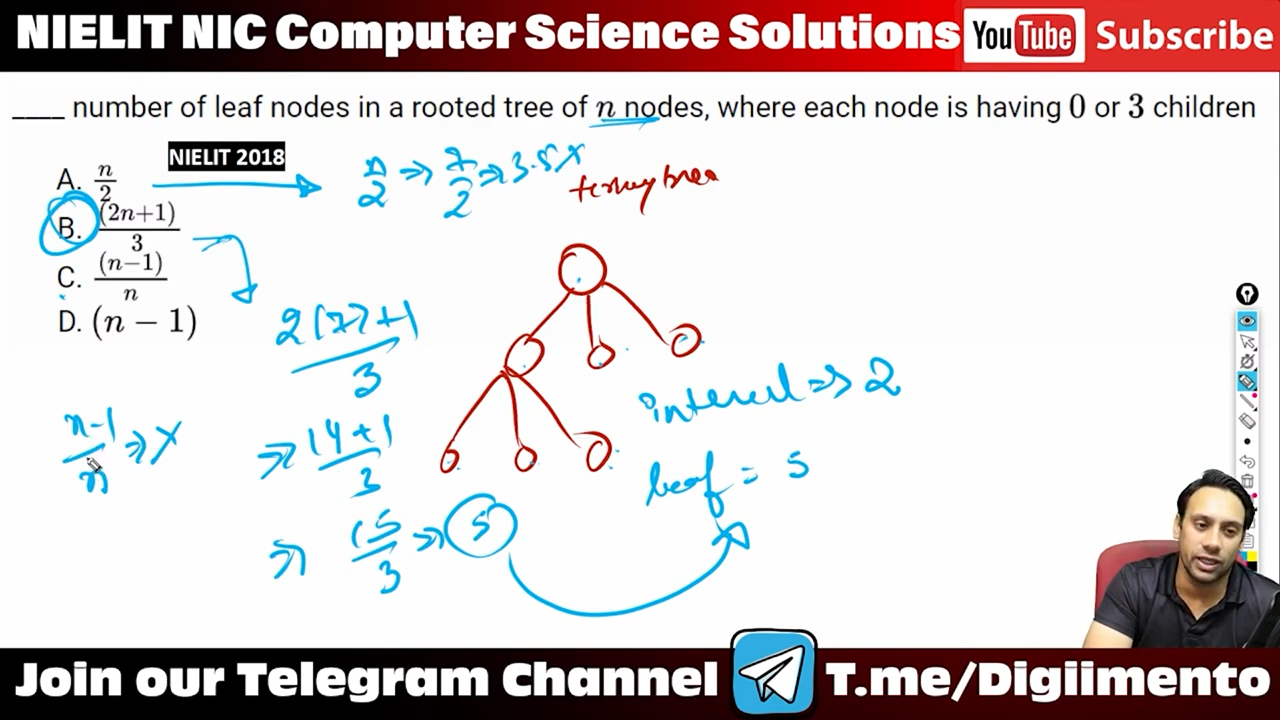 NIELIT NIC Computer Science Solutions YouTube Subscribe
____ number of leaf nodes in a rooted tree of n nodes, where each node is having 0 or 3 children
NIELIT 2018
A. n/2
B. (2n+1)/3
C. (n−1)/n
D. (n − 1)
n/2 ⇒ 7/2 ⇒ 3.5 X
2(7)+1/3
⇒ 14+1/3
⇒ 15/3 ⇒ 5
n-1/n ⇒ X
internal ⇒ 2
leaf = 5
Join our Telegram Channel T.me/Digiimento